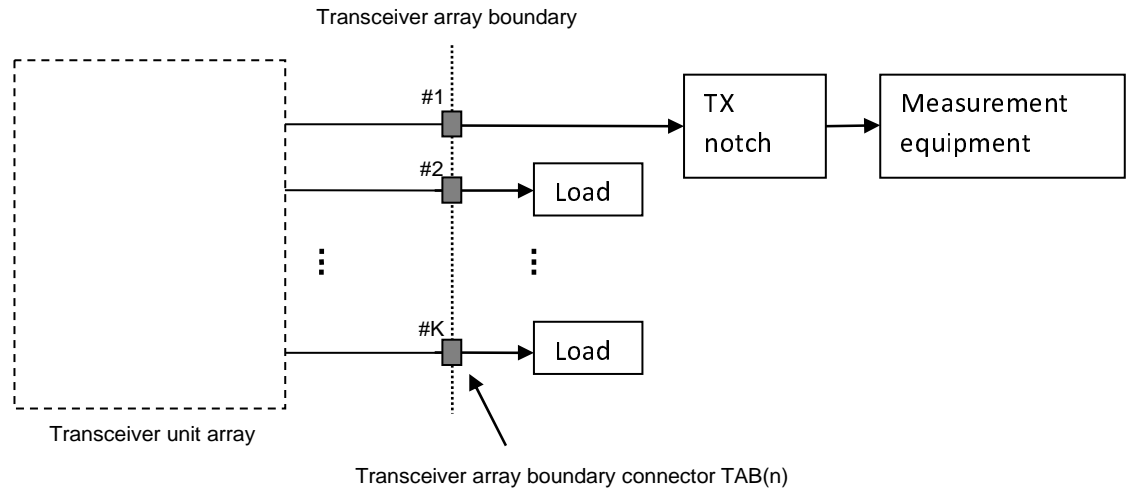 Transceiver array boundary
#1
TX
notch
Measurement
equipment
#2
Load
#K
Load
Transceiver unit array
Transceiver array boundary connector TAB(n)